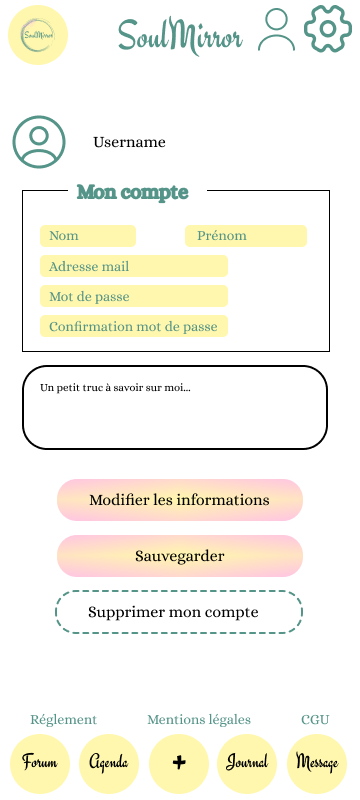 SoulMirror
SoulMirror
Username
Mon compte
Nom
Prénom
Adresse mail
Mot de passe
Confirmation mot de passe
Un petit truc à savoir sur moi...
Modifier les informations
Sauvegarder
Supprimer mon compte
Réglement
Mentions légales
CGU
Forum
Agenda
+
Journal
Message